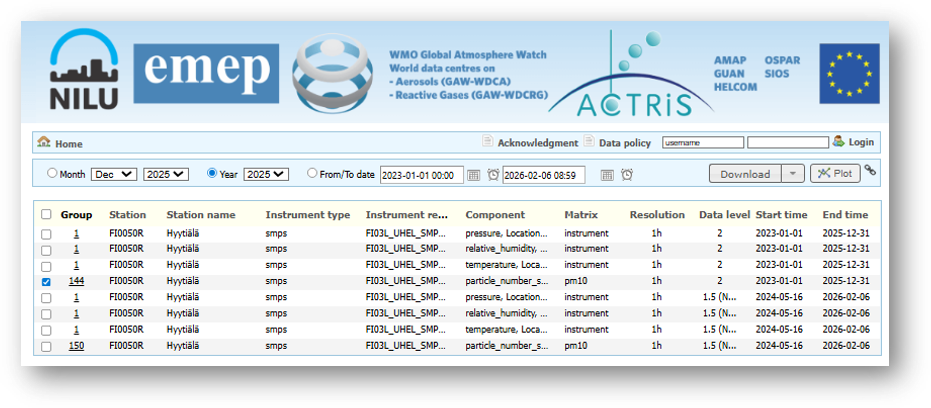 NILU
emep
WMO Global Atmosphere Watch
World data centres on
- Aerosols (GAW-WDCA)
- Reactive Gases (GAW-WDCRG)
ACTRiS
AMAP OSPAR
GUAN SIOS
HELCOM
Home Acknowledgment Data policy username Login
Month Dec 2025 Year 2025 From/To date 2023-01-01 00:00 2026-02-06 08:59 Download Plot
Group Station Station name Instrument type Instrument re... Component Matrix Resolution Data level Start time End time
1 FI0050R Hyytiälä smps FI03L_UHEL_SMP... pressure, Location... instrument 1h 2 2023-01-01 2025-12-31
1 FI0050R Hyytiälä smps FI03L_UHEL_SMP... relative_humidity, ... instrument 1h 2 2023-01-01 2025-12-31
1 FI0050R Hyytiälä smps FI03L_UHEL_SMP... temperature, Loca... instrument 1h 2 2023-01-01 2025-12-31
144 FI0050R Hyytiälä smps FI03L_UHEL_SMP... particle_number_s... pm10 1h 2 2023-01-01 2025-12-31
1 FI0050R Hyytiälä smps FI03L_UHEL_SMP... pressure, Location... instrument 1h 1.5 (N... 2024-05-16 2026-02-06
1 FI0050R Hyytiälä smps FI03L_UHEL_SMP... relative_humidity, ... instrument 1h 1.5 (N... 2024-05-16 2026-02-06
1 FI0050R Hyytiälä smps FI03L_UHEL_SMP... temperature, Loca... instrument 1h 1.5 (N... 2024-05-16 2026-02-06
150 FI0050R Hyytiälä smps FI03L_UHEL_SMP... particle_number_s... pm10 1h 1.5 (N... 2024-05-16 2026-02-06